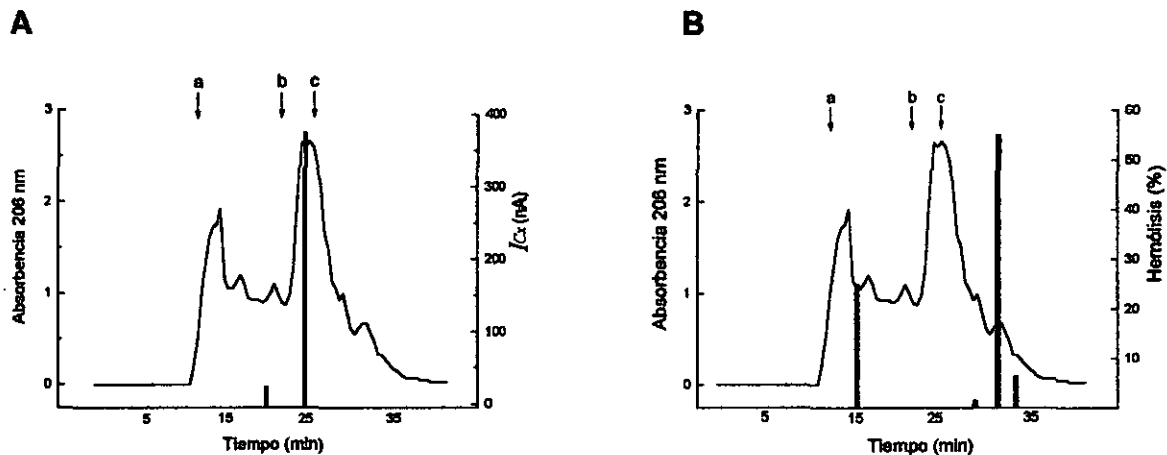 A
a b c
3
2
1
0
Absorbencia 206 nm
400
300
200
100
0
ICx (nA)
5 15 25 35
Tiempo (min)
B
a b c
3
2
1
0
Absorbencia 206 nm
60
50
40
30
20
10
Hemólisis (%)
5 15 25 35
Tiempo (min)